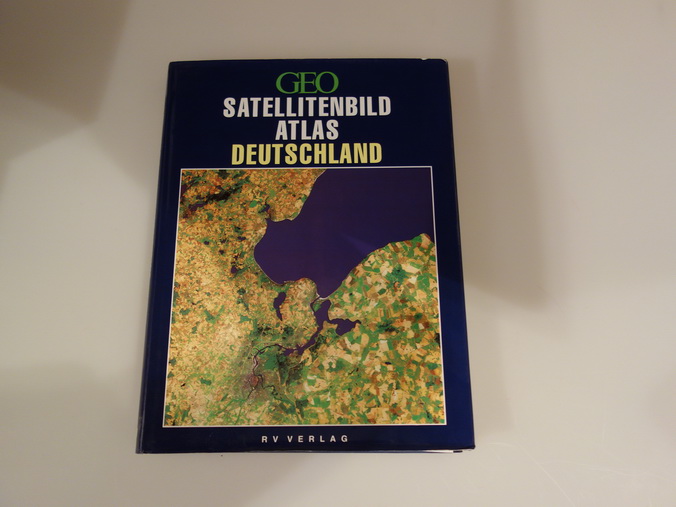 GEO
SATELLITENBILD
ATLAS
DEUTSCHLAND
RV VERLAG